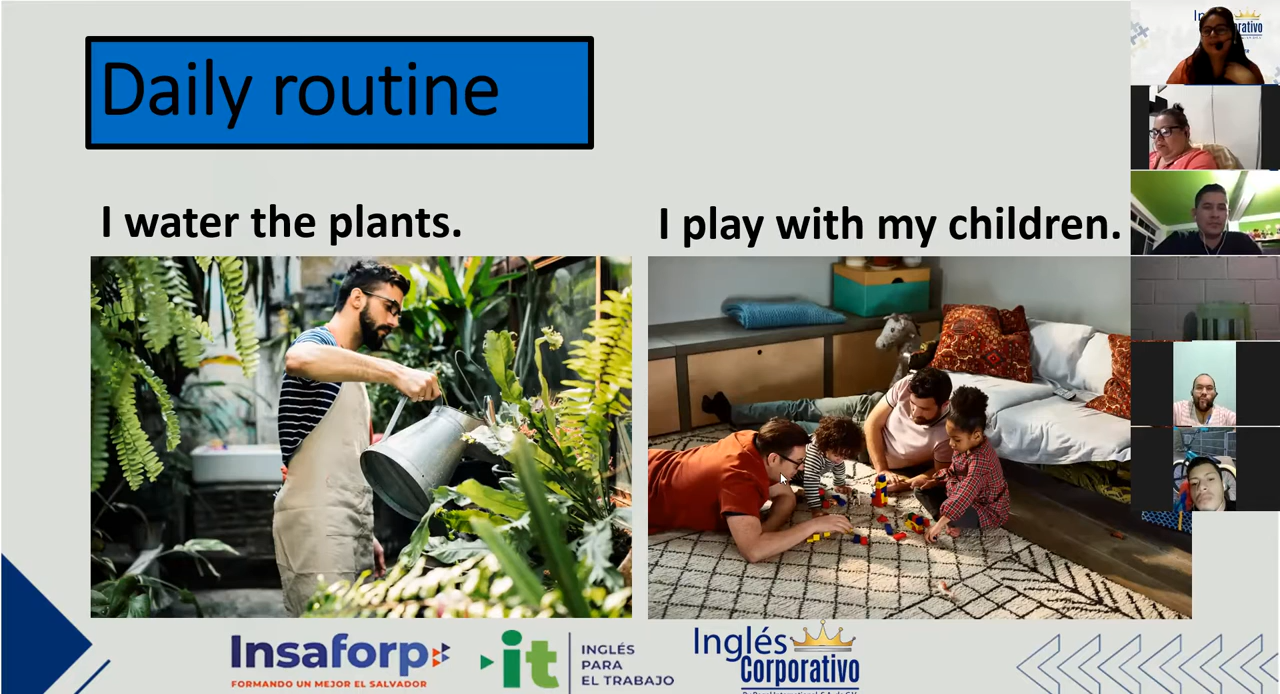 Daily routine
I water the plants.
I play with my children.
Insaforp
FORMANDO UN MEJOR EL SALVADOR
it
INGLÉS
PARA
EL TRABAJO
Inglés
Corporativo